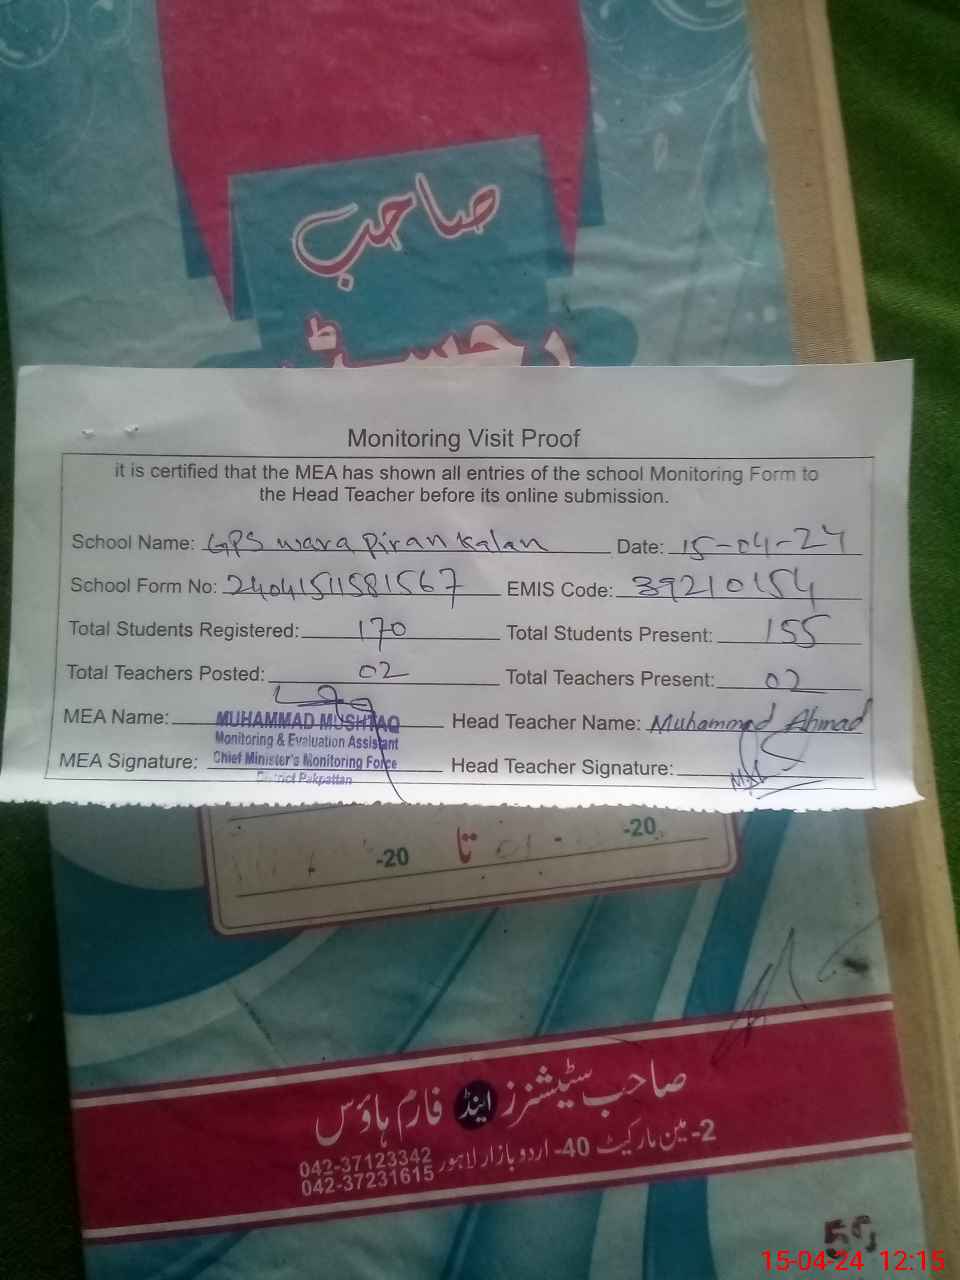 صاحب
رجسٹر
Monitoring Visit Proof
it is certified that the MEA has shown all entries of the school Monitoring Form to
the Head Teacher before its online submission.
School Name: GPS wara Piran Kalan Date: 15-04-24
School Form No: 2404151158 1567 EMIS Code: 39210154
Total Students Registered: 170 Total Students Present: 155
Total Teachers Posted: 02 Total Teachers Present: 02
MEA Name: MUHAMMAD MUSHTAQ Head Teacher Name: Muhammad Ahmad
Monitoring & Evaluation Assistant
MEA Signature: Chief Minister's Monitoring Force Head Teacher Signature:
District Pakpattan
-20 تا -20
صاحب سٹیشنرز اینڈ فارم ہاؤس
2- مین مارکیٹ 40- اردو بازار لاہور 042-37123342
042-37231615
50
15-04-24 12:15